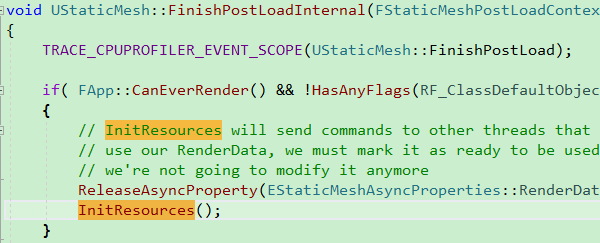 void UStaticMesh::FinishPostLoadInternal(FStaticMeshPostLoadContex
{
TRACE_CPUPROFILER_EVENT_SCOPE(UStaticMesh::FinishPostLoad);
if( FApp::CanEverRender() && !HasAnyFlags(RF_ClassDefaultObjec
{
// InitResources will send commands to other threads that
// use our RenderData, we must mark it as ready to be used
// we're not going to modify it anymore
ReleaseAsyncProperty(EStaticMeshAsyncProperties::RenderDat
InitResources();
}